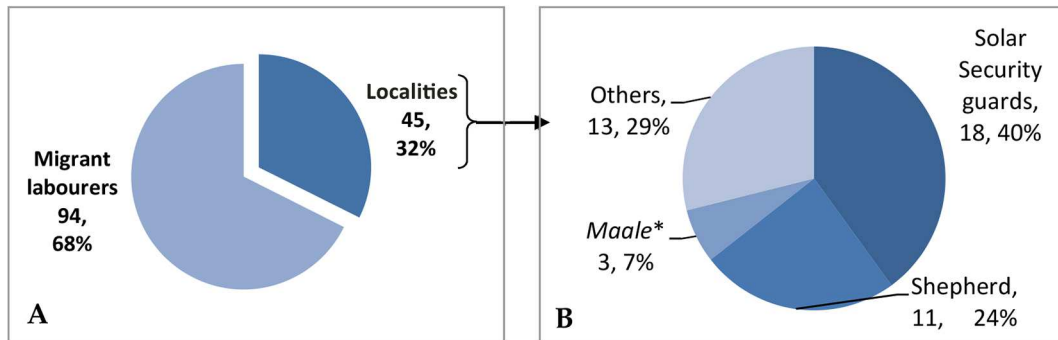 Migrant
labourers
94,
68%
Localities
45,
32%
A
Others,
13, 29%
Solar
Security
guards,
18, 40%
Maale*
3, 7%
Shepherd,
11, 24%
B